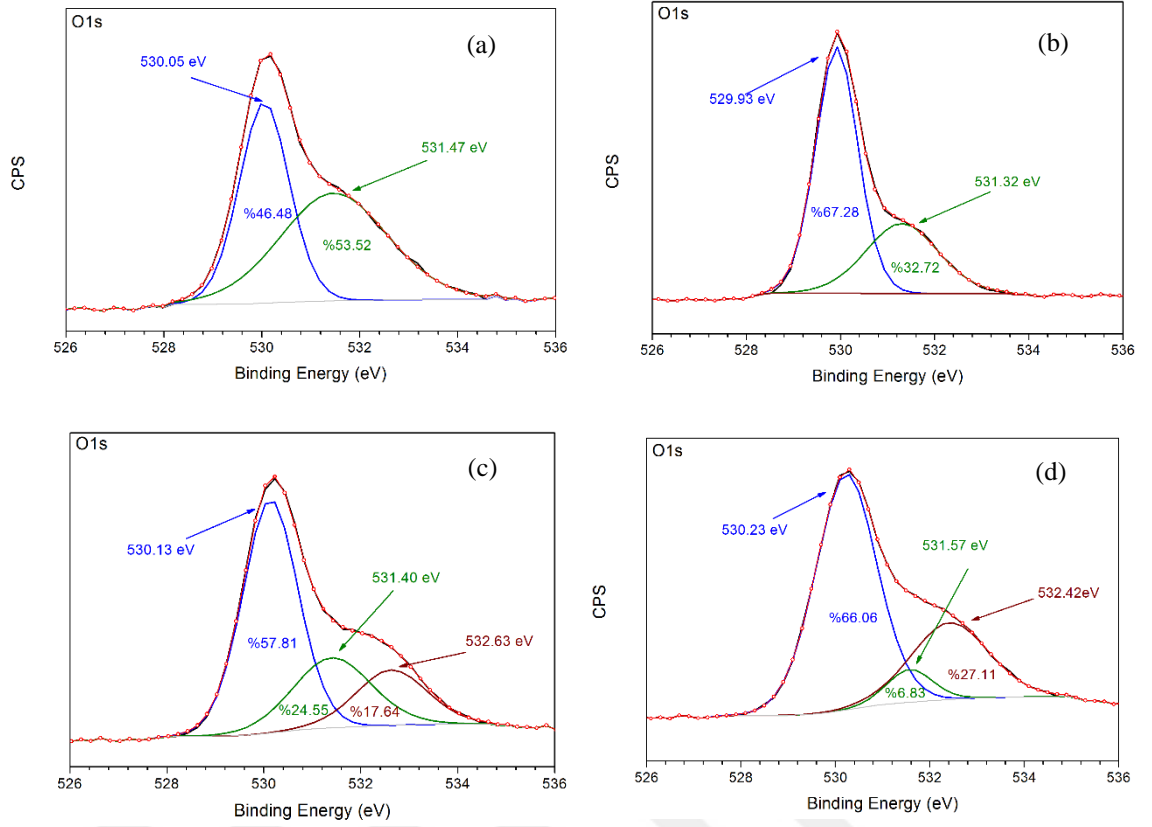 O1s
(a)
530.05 eV
531.47 eV
%46.48
%53.52
CPS
526 528 530 532 534 536
Binding Energy (eV)
O1s
(b)
529.93 eV
531.32 eV
%67.28
%32.72
CPS
526 528 530 532 534 536
Binding Energy (eV)
O1s
(c)
530.13 eV
531.40 eV
532.63 eV
%57.81
%24.55
%17.64
CPS
526 528 530 532 534 536
Binding Energy (eV)
O1s
(d)
530.23 eV
531.57 eV
532.42eV
%66.06
%27.11
%6.83
CPS
526 528 530 532 534 536
Binding Energy (eV)